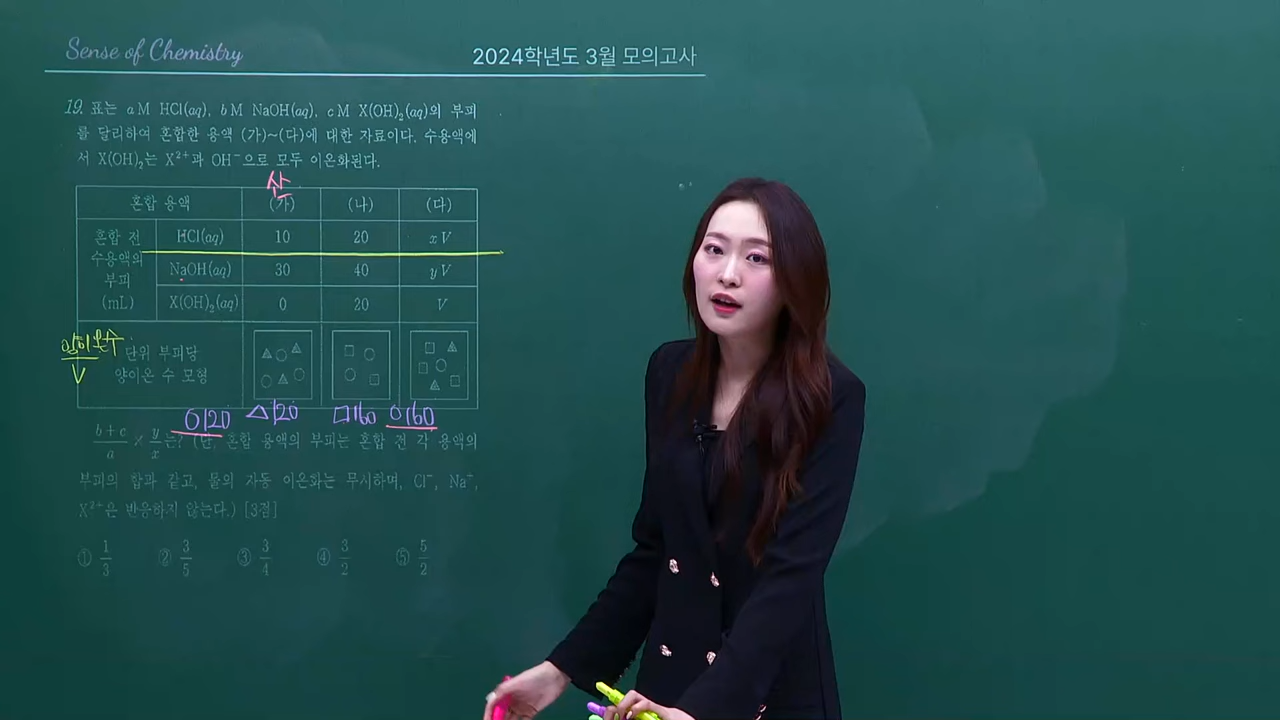 Sense of Chemistry
2024학년도 3월 모의고사
19. 표는 a M HCl(aq), b M NaOH(aq), c M X(OH)₂(aq)의 부피
를 달리하여 혼합한 용액 (가)~(다)에 대한 자료이다. 수용액에
서 X(OH)₂는 X²⁺과 OH⁻으로 모두 이온화된다.
산
혼합 용액 (가) (나) (다)
혼합 전 수용액의 부피 (mL)
HCl(aq) 10 20 xV
NaOH(aq) 30 40 yV
X(OH)₂(aq) 0 20 V
양이온수
V
단위 부피당
양이온 수 모형
○120 △120 □160 ○160
(b+c)/a × y/x는? (단, 혼합 용액의 부피는 혼합 전 각 용액의
부피의 합과 같고, 물의 자동 이온화는 무시하며, Cl⁻, Na⁺,
X²⁺은 반응하지 않는다.) [3점]
① 1/3 ② 3/5 ③ 3/4 ④ 3/2 ⑤ 5/2